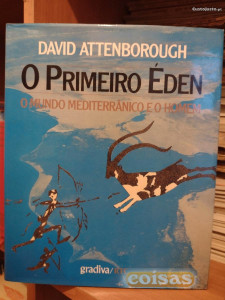 DAVID ATTENBOROUGH
O PRIMEIRO ÉDEN
O MUNDO MEDITERRÂNICO E O HOMEM
gradiva/
coisas